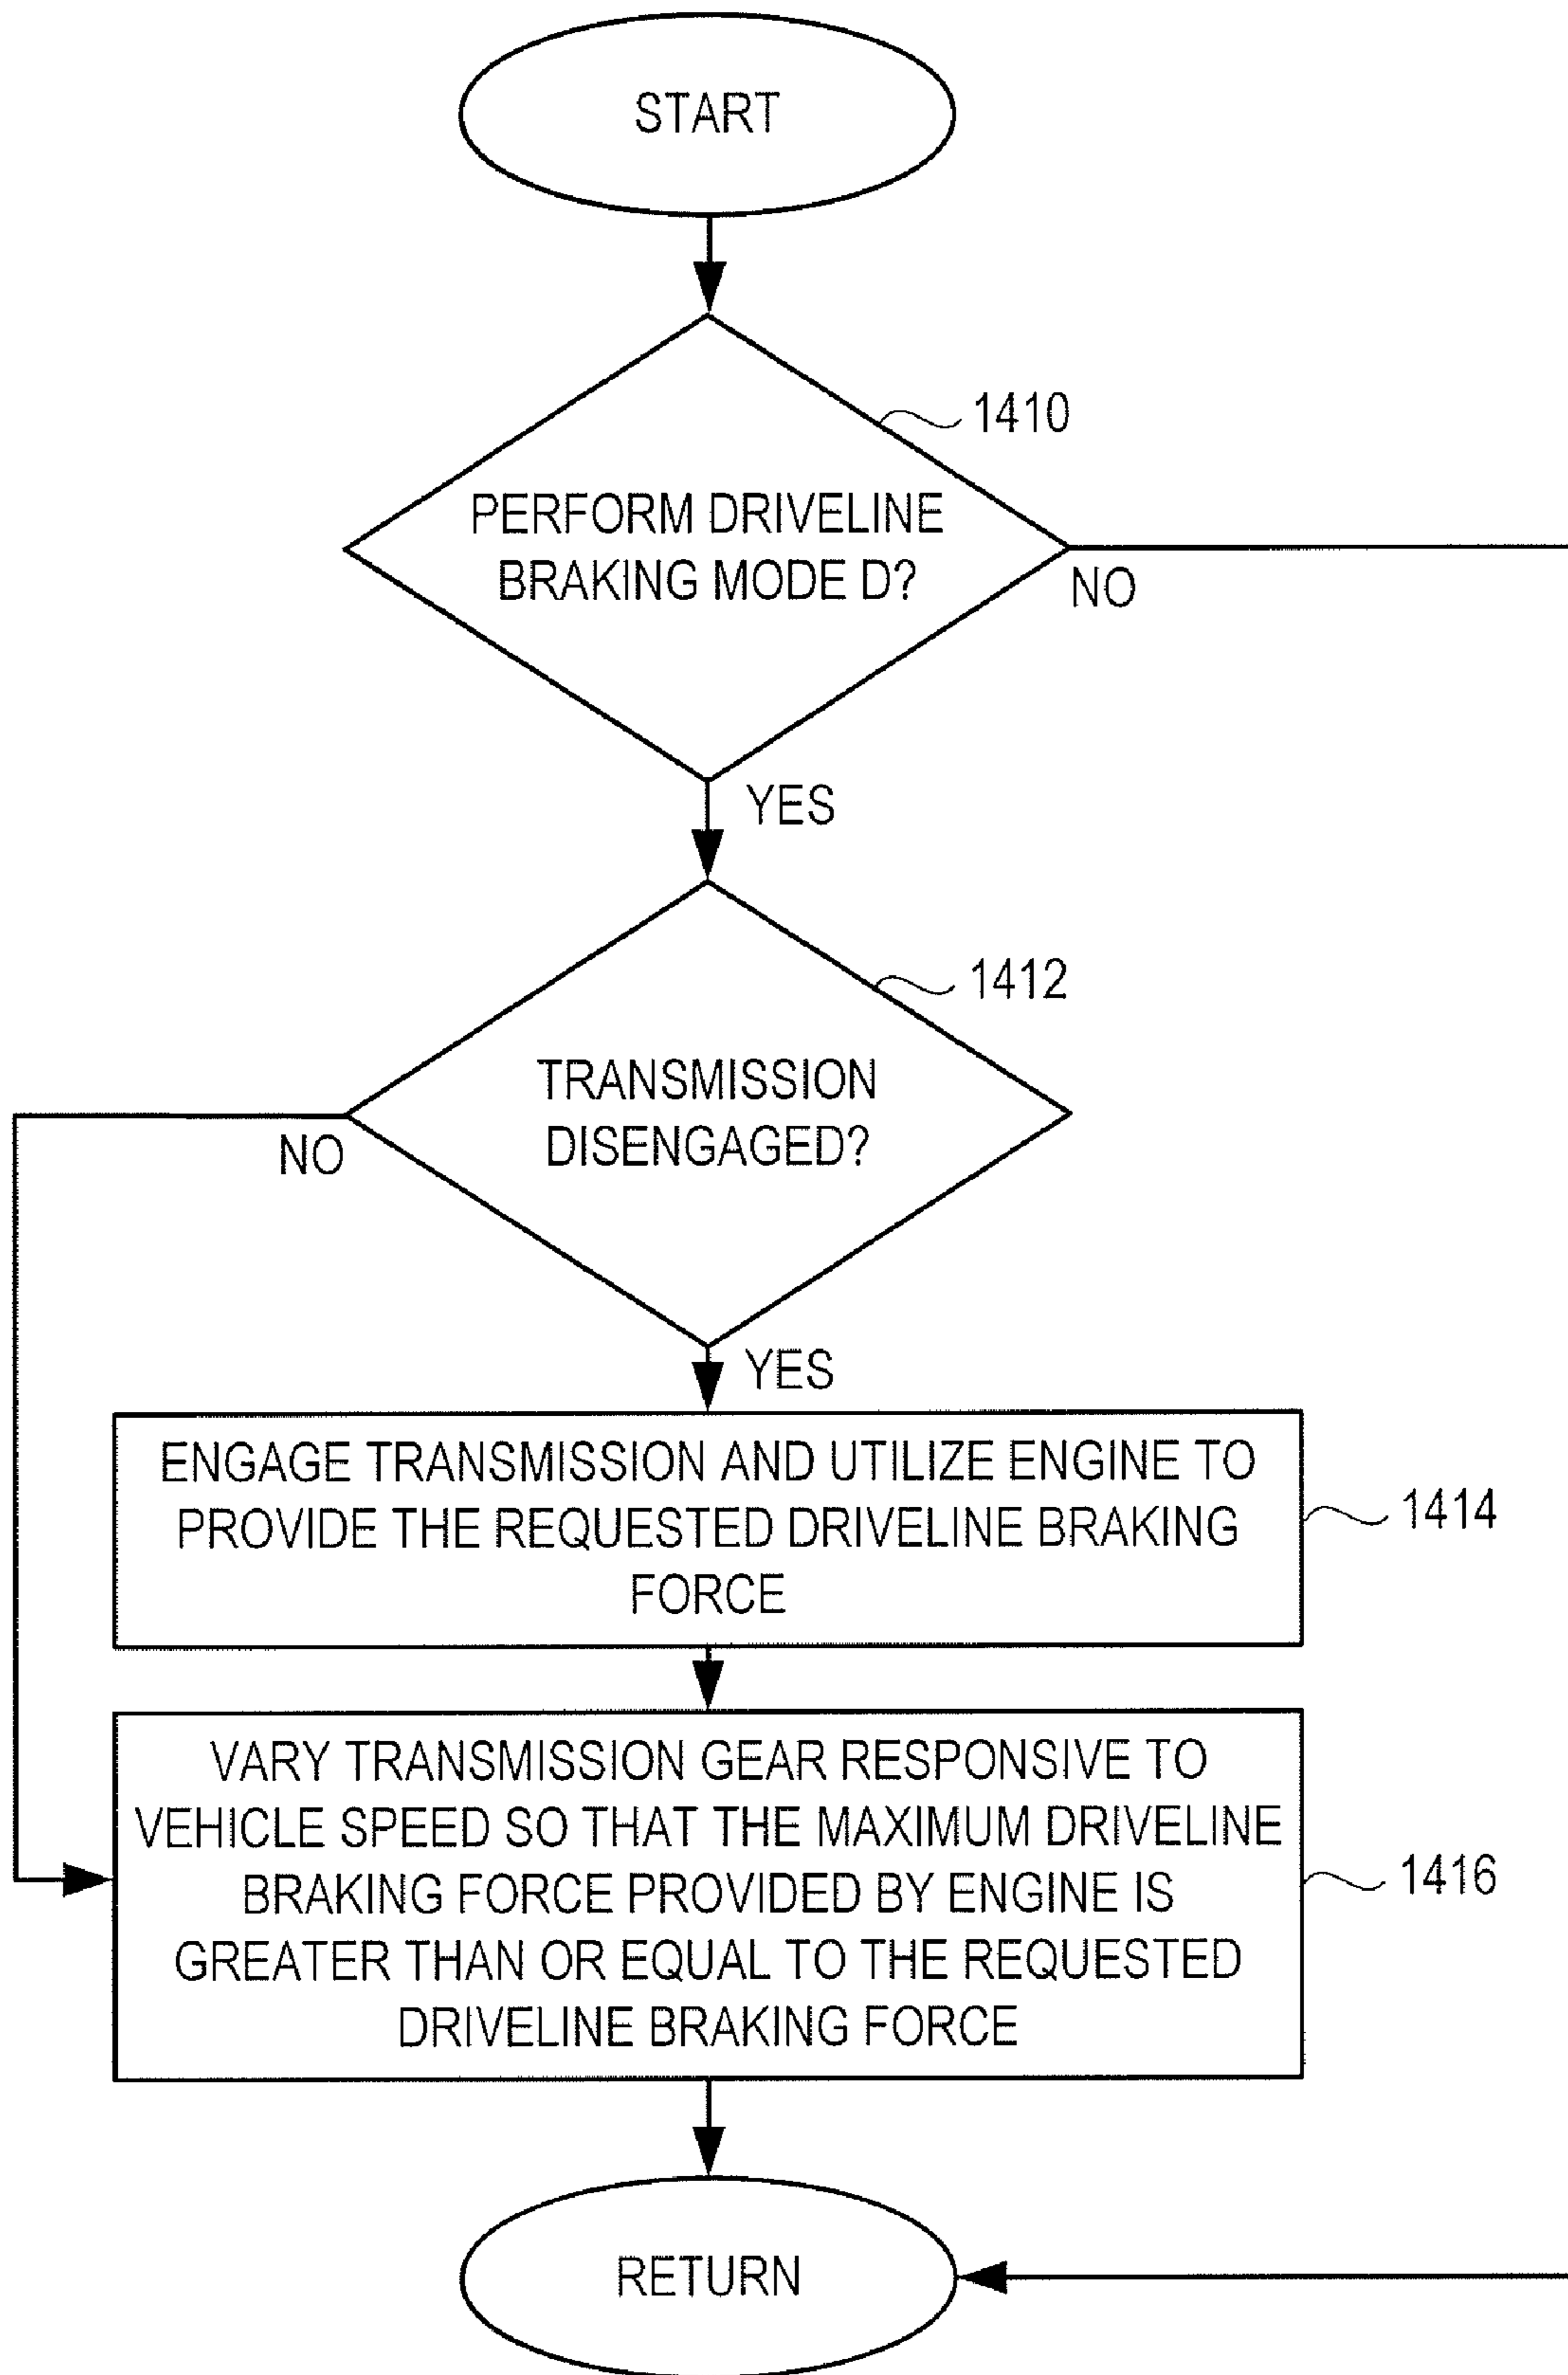 START
1410
PERFORM DRIVELINE
BRAKING MODE D?
NO
YES
1412
TRANSMISSION
DISENGAGED?
NO
YES
ENGAGE TRANSMISSION AND UTILIZE ENGINE TO
PROVIDE THE REQUESTED DRIVELINE BRAKING
FORCE
1414
VARY TRANSMISSION GEAR RESPONSIVE TO
VEHICLE SPEED SO THAT THE MAXIMUM DRIVELINE
BRAKING FORCE PROVIDED BY ENGINE IS
GREATER THAN OR EQUAL TO THE REQUESTED
DRIVELINE BRAKING FORCE
1416
RETURN